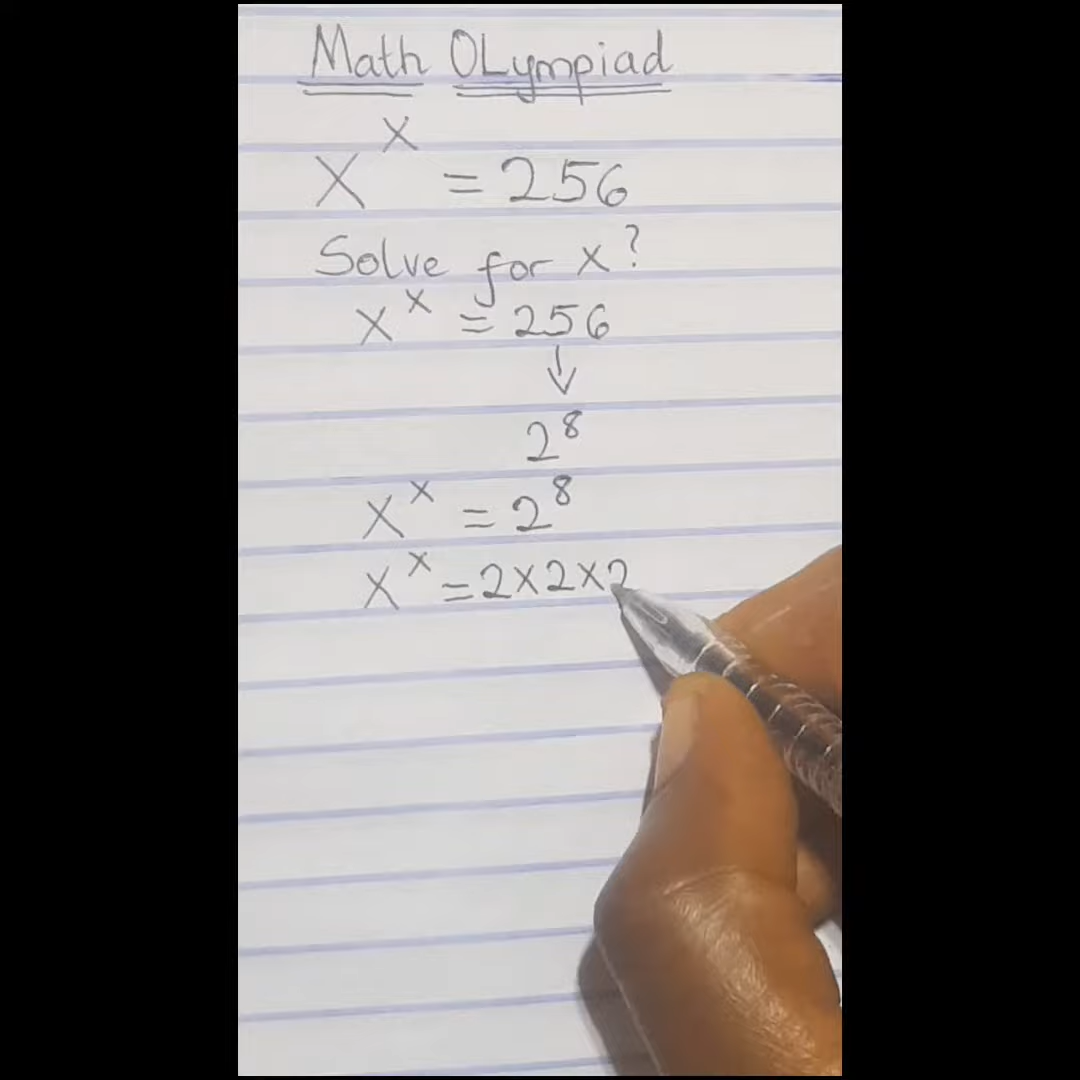 Math OLympiad
X^X = 256
Solve for x?
X^x = 256
↓
2^8
X^x = 2^8
X^x = 2×2×2